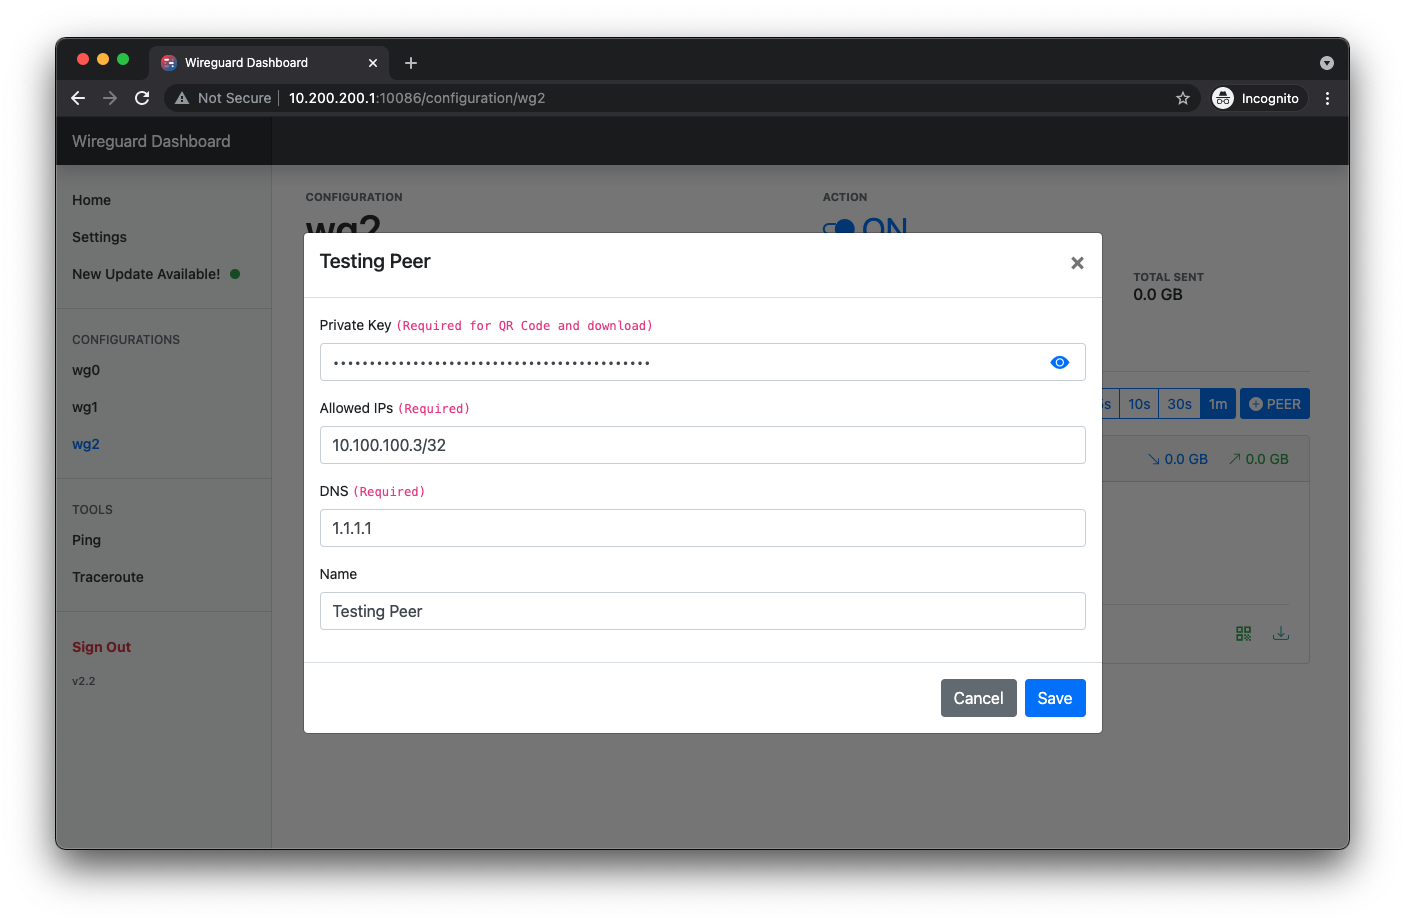 Wireguard Dashboard
Not Secure 10.200.200.1:10086/configuration/wg2 Incognito
Wireguard Dashboard
Home
Settings
New Update Available!
CONFIGURATIONS
wg0
wg1
wg2
TOOLS
Ping
Traceroute
Sign Out
v2.2
CONFIGURATION
wg2
ACTION
ON
TOTAL SENT
0.0 GB
10s 30s 1m PEER
0.0 GB 0.0 GB
Testing Peer
Private Key (Required for QR Code and download)
Allowed IPs (Required)
10.100.100.3/32
DNS (Required)
1.1.1.1
Name
Testing Peer
Cancel Save